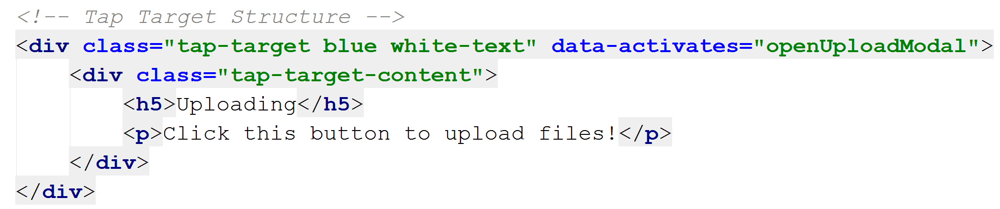 <!-- Tap Target Structure -->
<div class="tap-target blue white-text" data-activates="openUploadModal">
    <div class="tap-target-content">
        <h5>Uploading</h5>
        <p>Click this button to upload files!</p>
    </div>
</div>